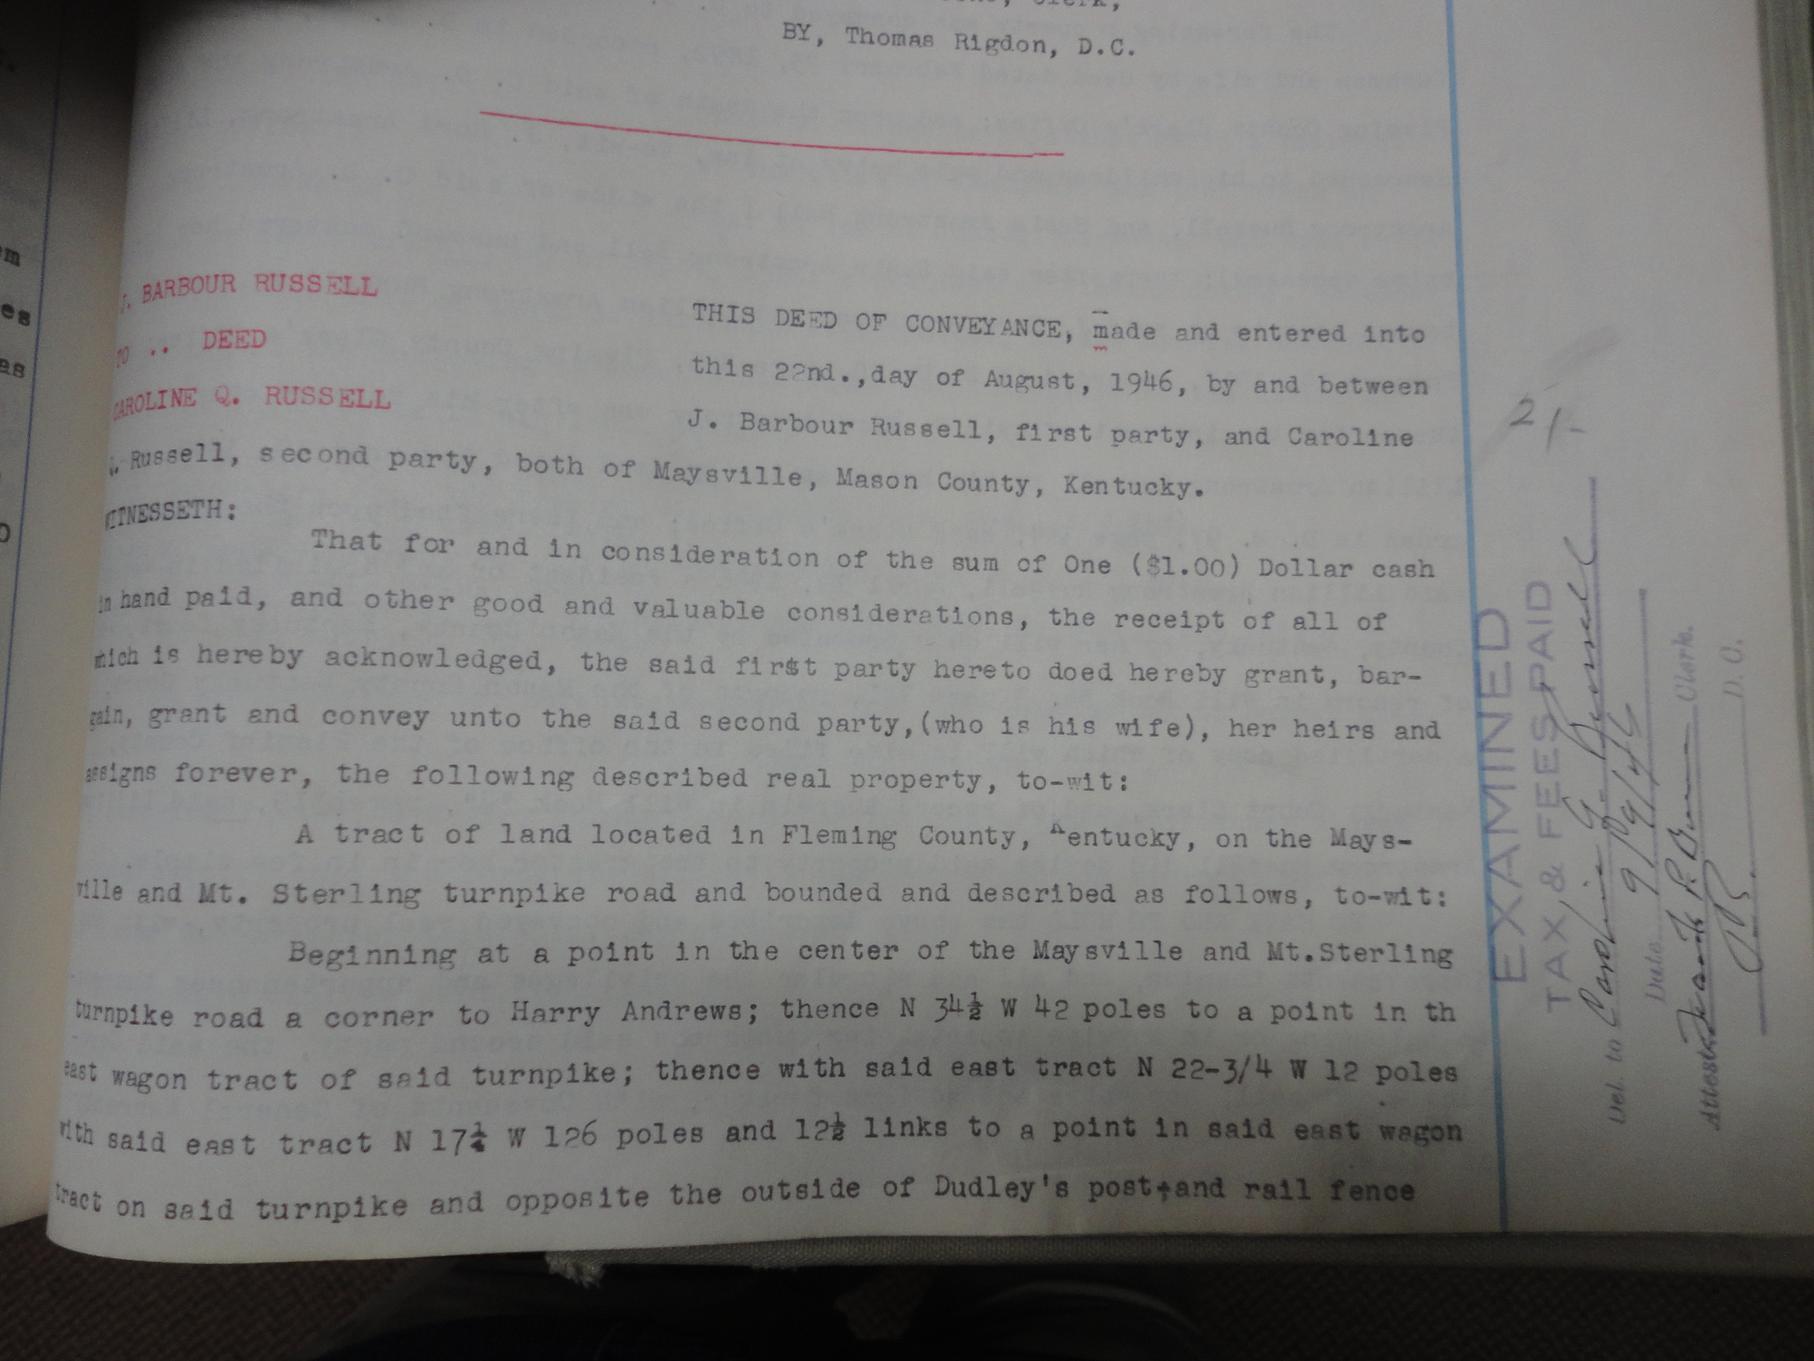 Clerk,
BY, Thomas Rigdon, D.C.
J. BARBOUR RUSSELL
TO .. DEED
CAROLINE Q. RUSSELL
THIS DEED OF CONVEYANCE, made and entered into
this 22nd.,day of August, 1946, by and between
J. Barbour Russell, first party, and Caroline
Russell, second party, both of Maysville, Mason County, Kentucky.
WITNESSETH:
That for and in consideration of the sum of One ($1.00) Dollar cash
in hand paid, and other good and valuable considerations, the receipt of all of
which is hereby acknowledged, the said first party hereto doed hereby grant, bar-
gain, grant and convey unto the said second party,(who is his wife), her heirs and
assigns forever, the following described real property, to-wit:
A tract of land located in Fleming County, Kentucky, on the Mays-
ville and Mt. Sterling turnpike road and bounded and described as follows, to-wit:
Beginning at a point in the center of the Maysville and Mt.Sterling
turnpike road a corner to Harry Andrews; thence N 34½ W 42 poles to a point in th
east wagon tract of said turnpike; thence with said east tract N 22-3/4 W 12 poles
with said east tract N 17¼ W 126 poles and 12½ links to a point in said east wagon
tract on said turnpike and opposite the outside of Dudley's post and rail fence
21-
EXAMINED
TAX & FEES PAID
Del. to Caroline Q. Russell
Date 9/9/46
Attest Clerk.
D. C.
em
es
as